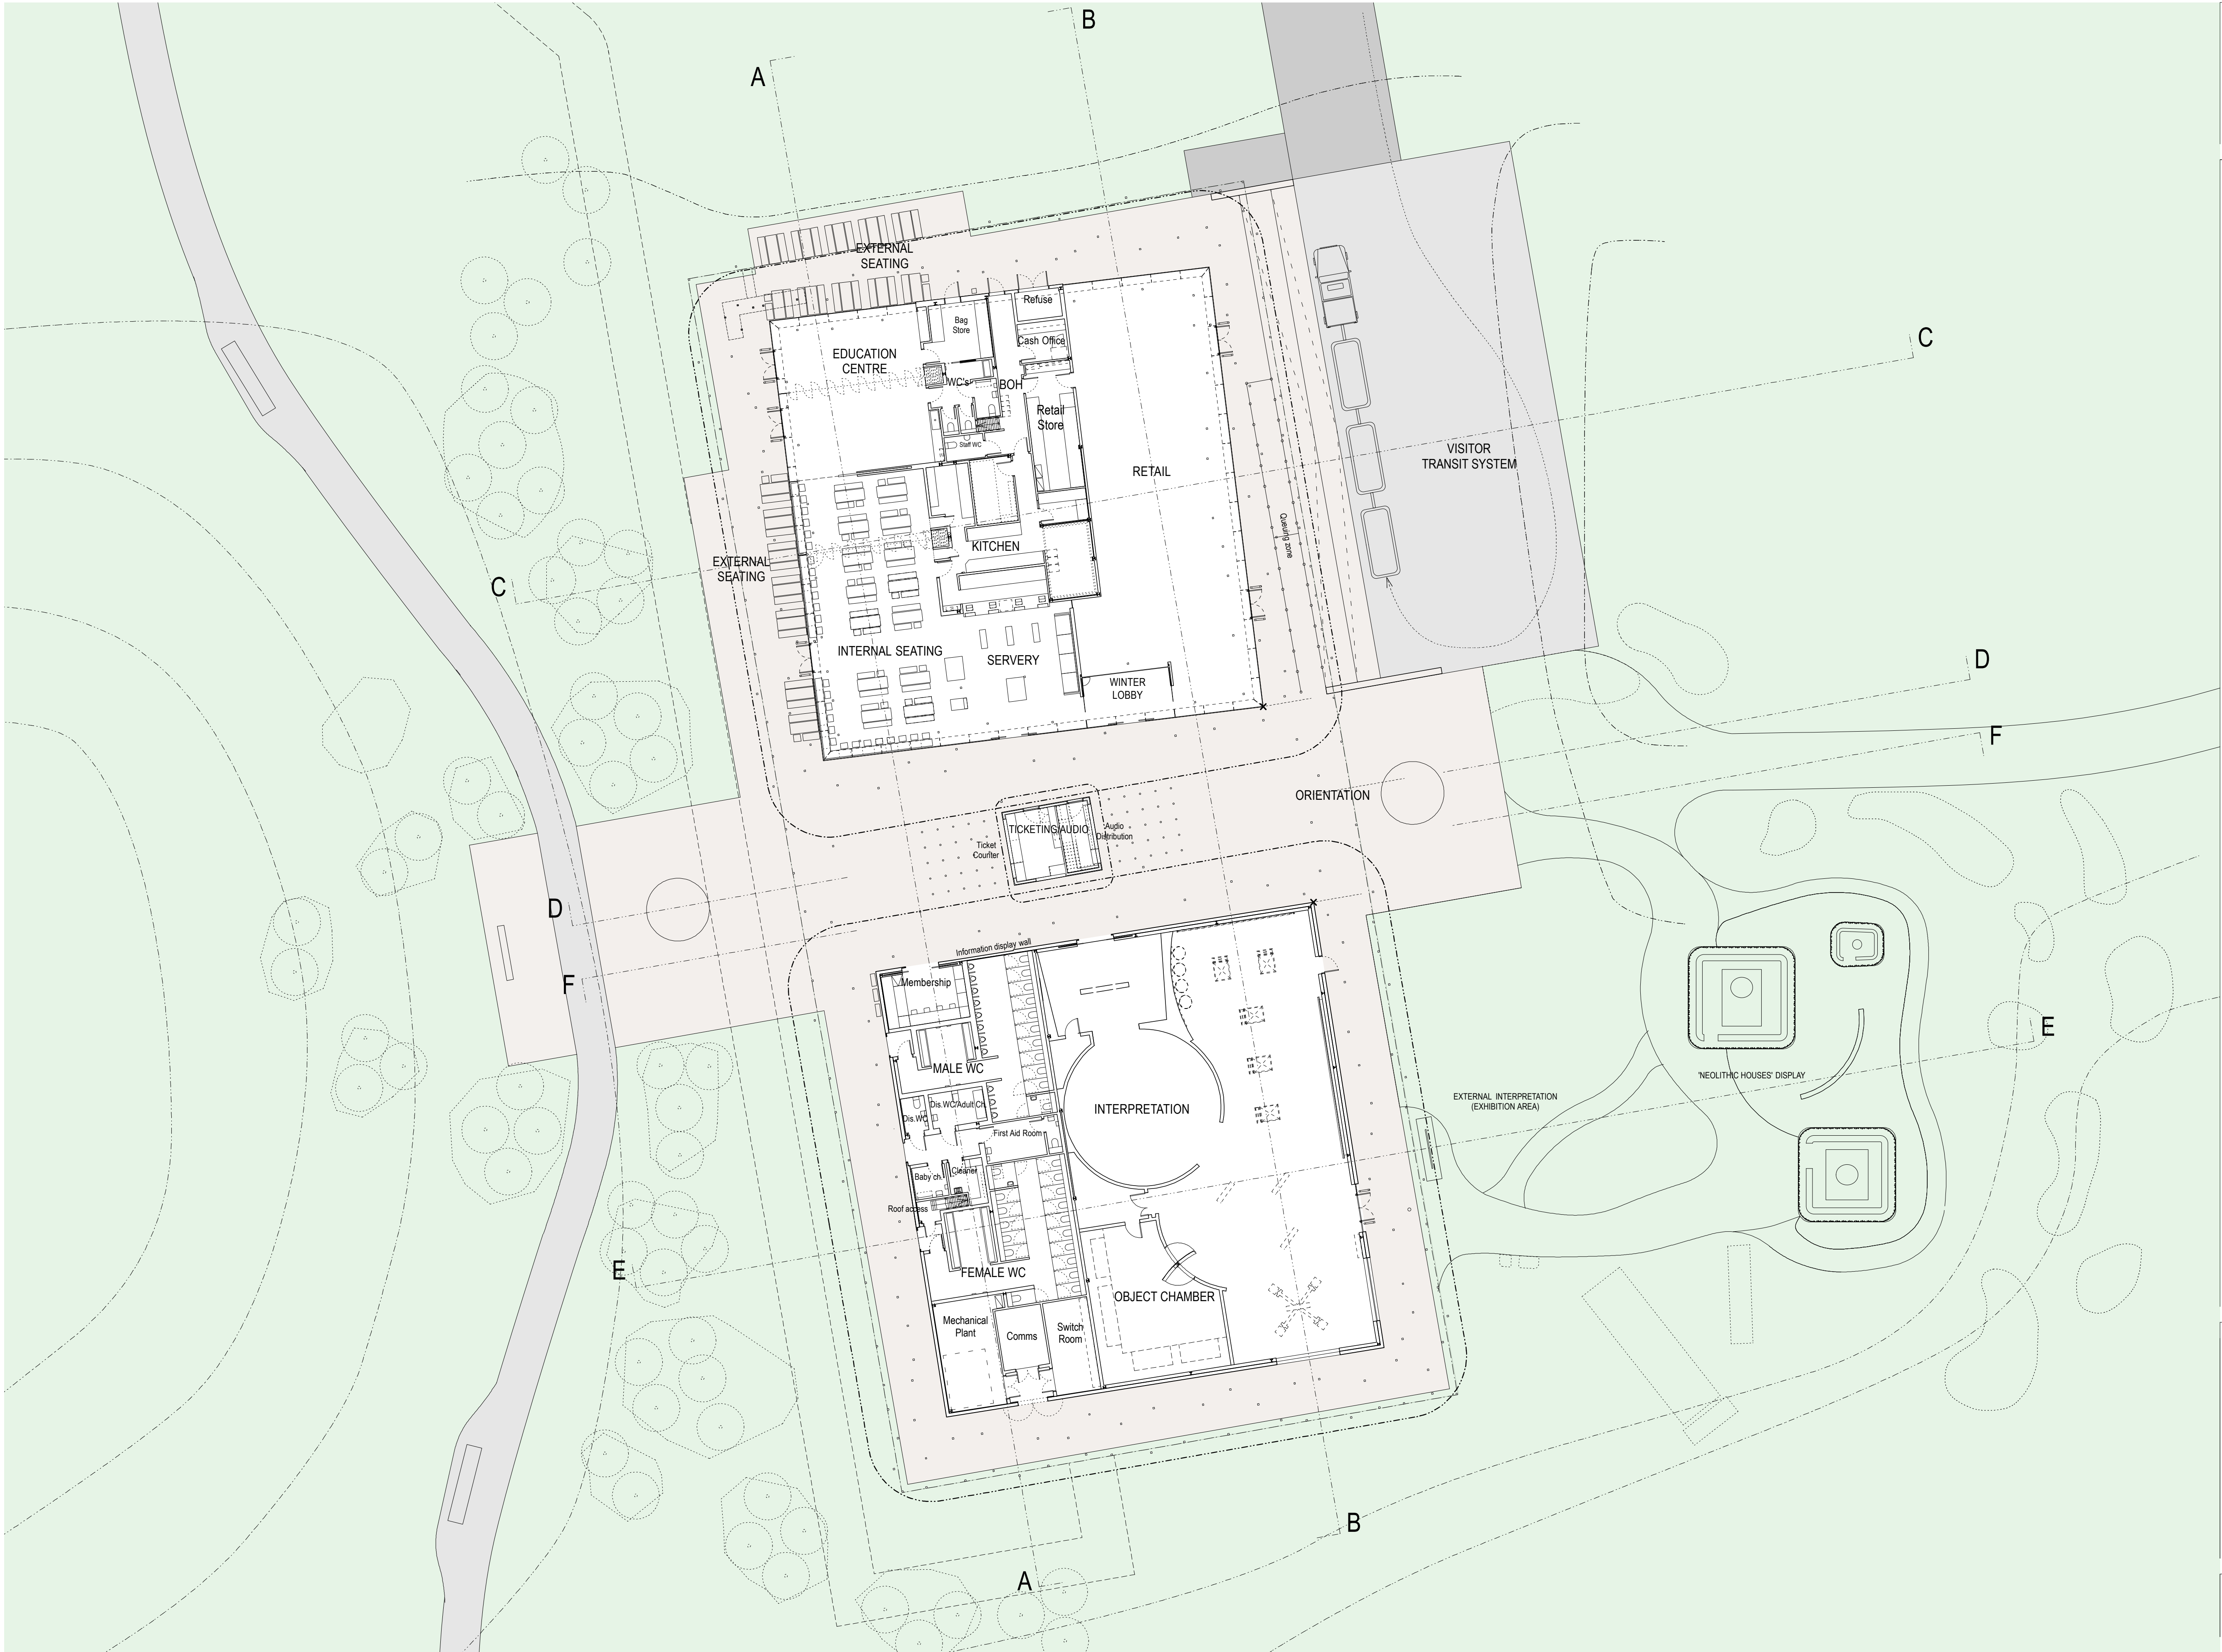 B
A
EXTERNAL
SEATING
Refuse
Bag
Store
Cash Office
EDUCATION
CENTRE
WC's
BOH
C
Retail
Store
Staff WC
RETAIL
VISITOR
TRANSIT SYSTEM
Queuing zone
KITCHEN
EXTERNAL
SEATING
C
INTERNAL SEATING
SERVERY
WINTER
LOBBY
D
F
ORIENTATION
TICKETING/AUDIO
Ticket
Counter
Audio
Distribution
D
Information display wall
F
Membership
E
MALE WC
'NEOLITHIC HOUSES' DISPLAY
Dis.WC/Adult Ch.
Dis.WC
INTERPRETATION
EXTERNAL INTERPRETATION
(EXHIBITION AREA)
First Aid Room
Cleaner
Baby ch.
Roof access
E
FEMALE WC
OBJECT CHAMBER
Mechanical
Plant
Comms
Switch
Room
B
A